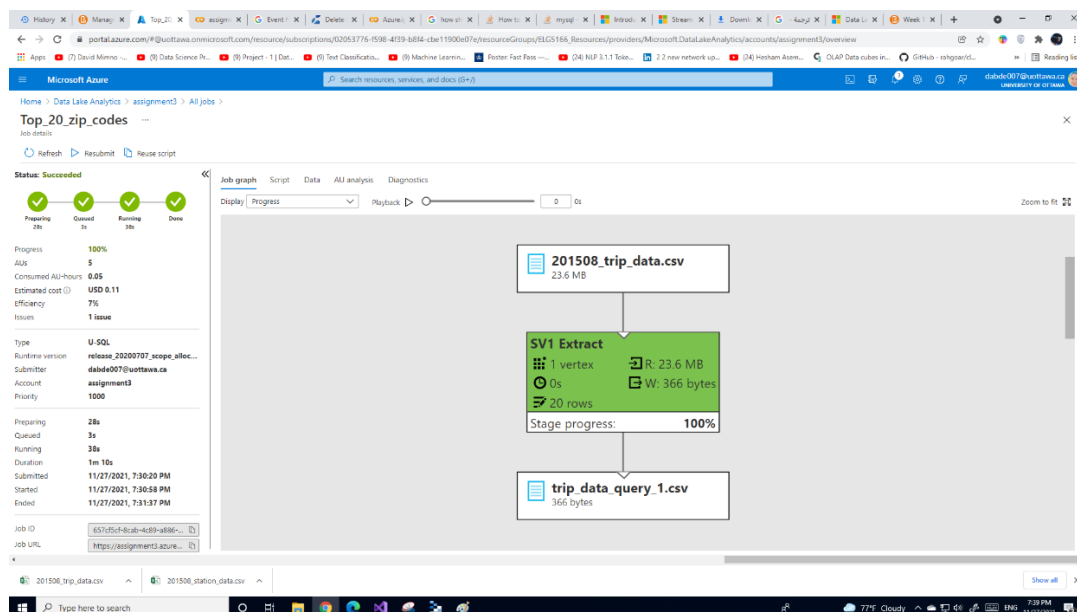 History
Manag
Top_20
assign
Event
Delete
Azure
how s
How to
mysql
Introdu
Stream
Downlo
ترجمة
Data L
Week
portal.azure.com/#@uottawa.onmicrosoft.com/resource/subscriptions/02053776-f598-4f39-b8f4-cbe11900e07e/resourceGroups/ELG5166_Resources/providers/Microsoft.DataLakeAnalytics/accounts/assignment3/overview
Apps
(7) David Mimno -...
(9) Data Science Pr...
(9) Project - 1 | Dat...
(9) Text Classificatio...
(9) Machine Learnin...
Poster: Fast Pass —...
(24) NLP 3.1.1 Toke...
2.2 new network up...
(24) Hesham Asem...
OLAP Data cubes in...
GitHub - rahgoar/cl...
Reading list
Microsoft Azure
Search resources, services, and docs (G+/)
dabde007@uottawa.ca
UNIVERSITY OF OTTAWA
Home > Data Lake Analytics > assignment3 > All jobs >
Top_20_zip_codes ...
Job details
Refresh Resubmit Reuse script
Status: Succeeded
Preparing Queued Running Done
28s 3s 38s
Progress 100%
AUs 5
Consumed AU-hours 0.05
Estimated cost USD 0.11
Efficiency 7%
Issues 1 issue
Type U-SQL
Runtime version release_20200707_scope_alloc...
Submitter dabde007@uottawa.ca
Account assignment3
Priority 1000
Preparing 28s
Queued 3s
Running 38s
Duration 1m 10s
Submitted 11/27/2021, 7:30:20 PM
Started 11/27/2021, 7:30:58 PM
Ended 11/27/2021, 7:31:37 PM
Job ID 657cf5cf-8cab-4c89-a886-...
Job URL https://assignment3.azure...
Job graph Script Data AU analysis Diagnostics
Display Progress Playback 0 0s Zoom to fit
201508_trip_data.csv
23.6 MB
SV1 Extract
1 vertex R: 23.6 MB
0s W: 366 bytes
20 rows
Stage progress: 100%
trip_data_query_1.csv
366 bytes
201508_trip_data.csv
201508_station_data.csv
Show all
Type here to search
77°F Cloudy
ENG
7:39 PM
11/27/2021